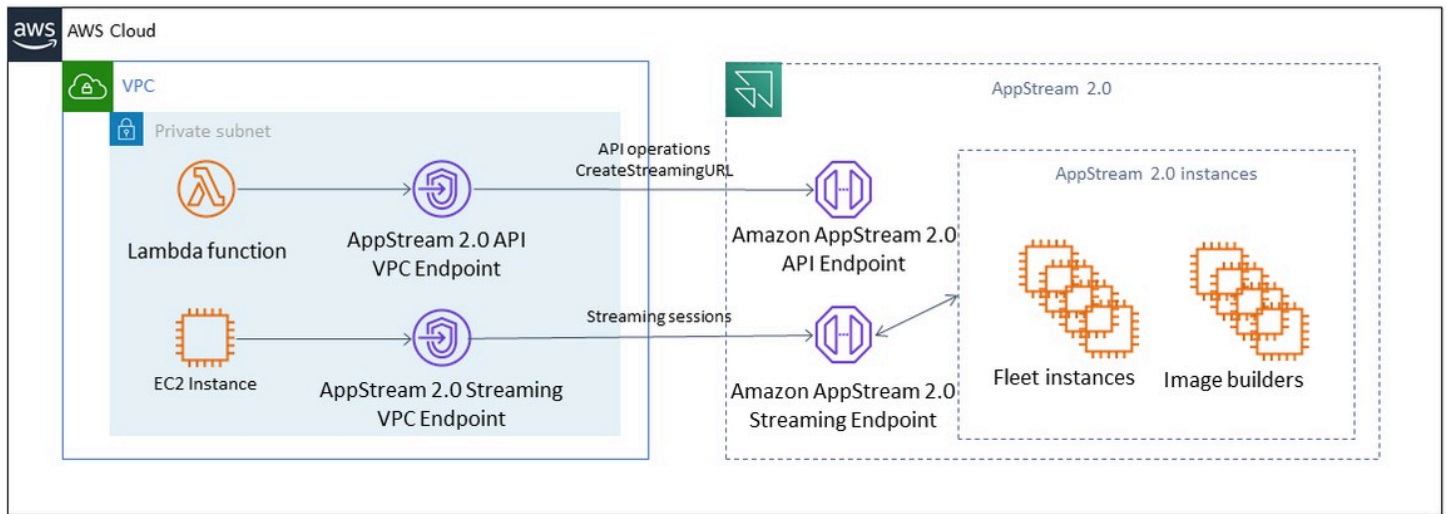 aws
AWS Cloud
VPC
Private subnet
Lambda function
AppStream 2.0 API
VPC Endpoint
API operations
CreateStreamingURL
EC2 Instance
AppStream 2.0 Streaming
VPC Endpoint
Streaming sessions
AppStream 2.0
Amazon AppStream 2.0
API Endpoint
Amazon AppStream 2.0
Streaming Endpoint
AppStream 2.0 instances
Fleet instances
Image builders